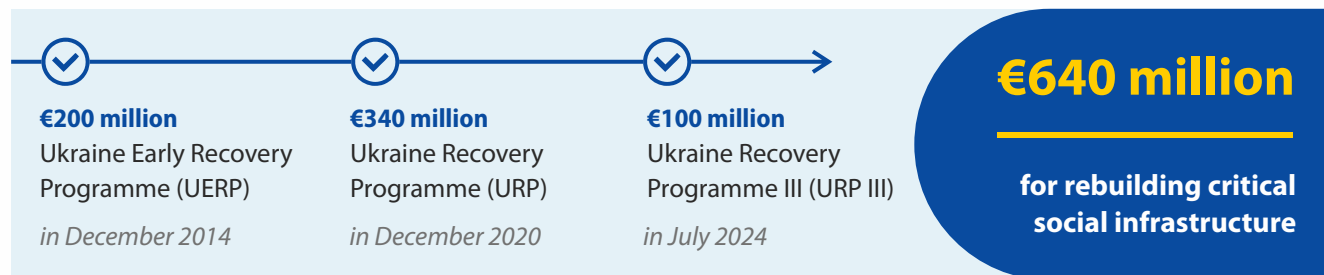 €200 million
Ukraine Early Recovery
Programme (UERP)
in December 2014
€340 million
Ukraine Recovery
Programme (URP)
in December 2020
€100 million
Ukraine Recovery
Programme III (URP III)
in July 2024
€640 million
for rebuilding critical
social infrastructure